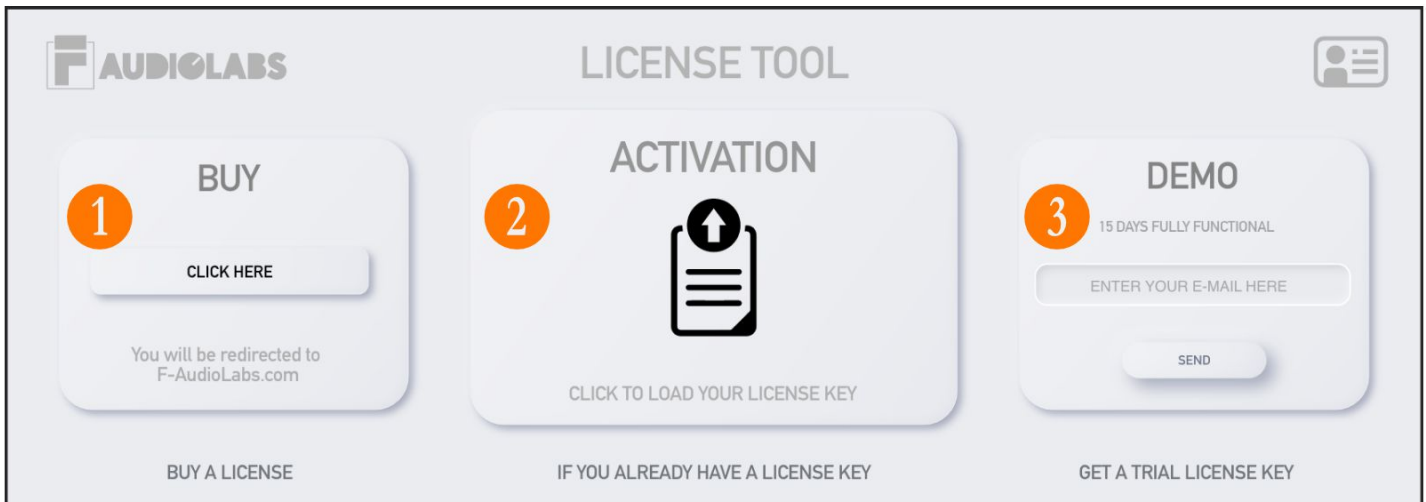 F AUDIOLABS
LICENSE TOOL
BUY
1
CLICK HERE
You will be redirected to
F-AudioLabs.com
BUY A LICENSE
ACTIVATION
2
CLICK TO LOAD YOUR LICENSE KEY
IF YOU ALREADY HAVE A LICENSE KEY
DEMO
3
15 DAYS FULLY FUNCTIONAL
ENTER YOUR E-MAIL HERE
SEND
GET A TRIAL LICENSE KEY